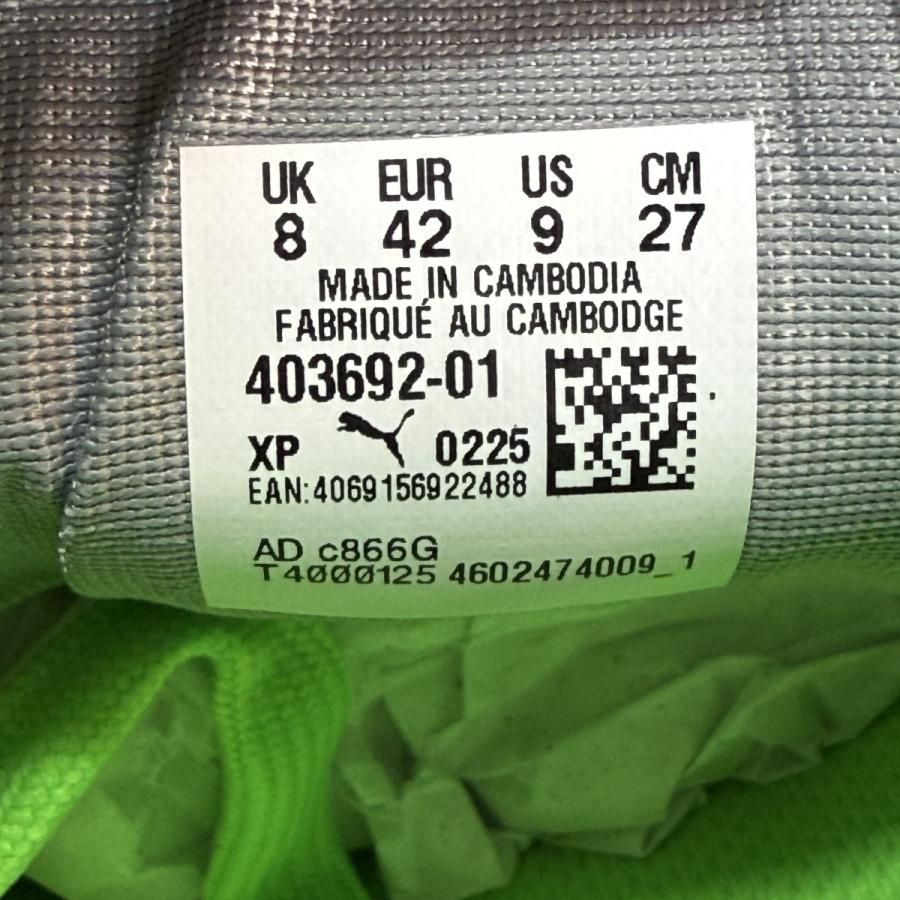 UK EUR US CM
8 42 9 27
MADE IN CAMBODIA
FABRIQUÉ AU CAMBODGE
403692-01
XP 0225
EAN:4069156922488
AD c866G
T4000125 4602474009_1